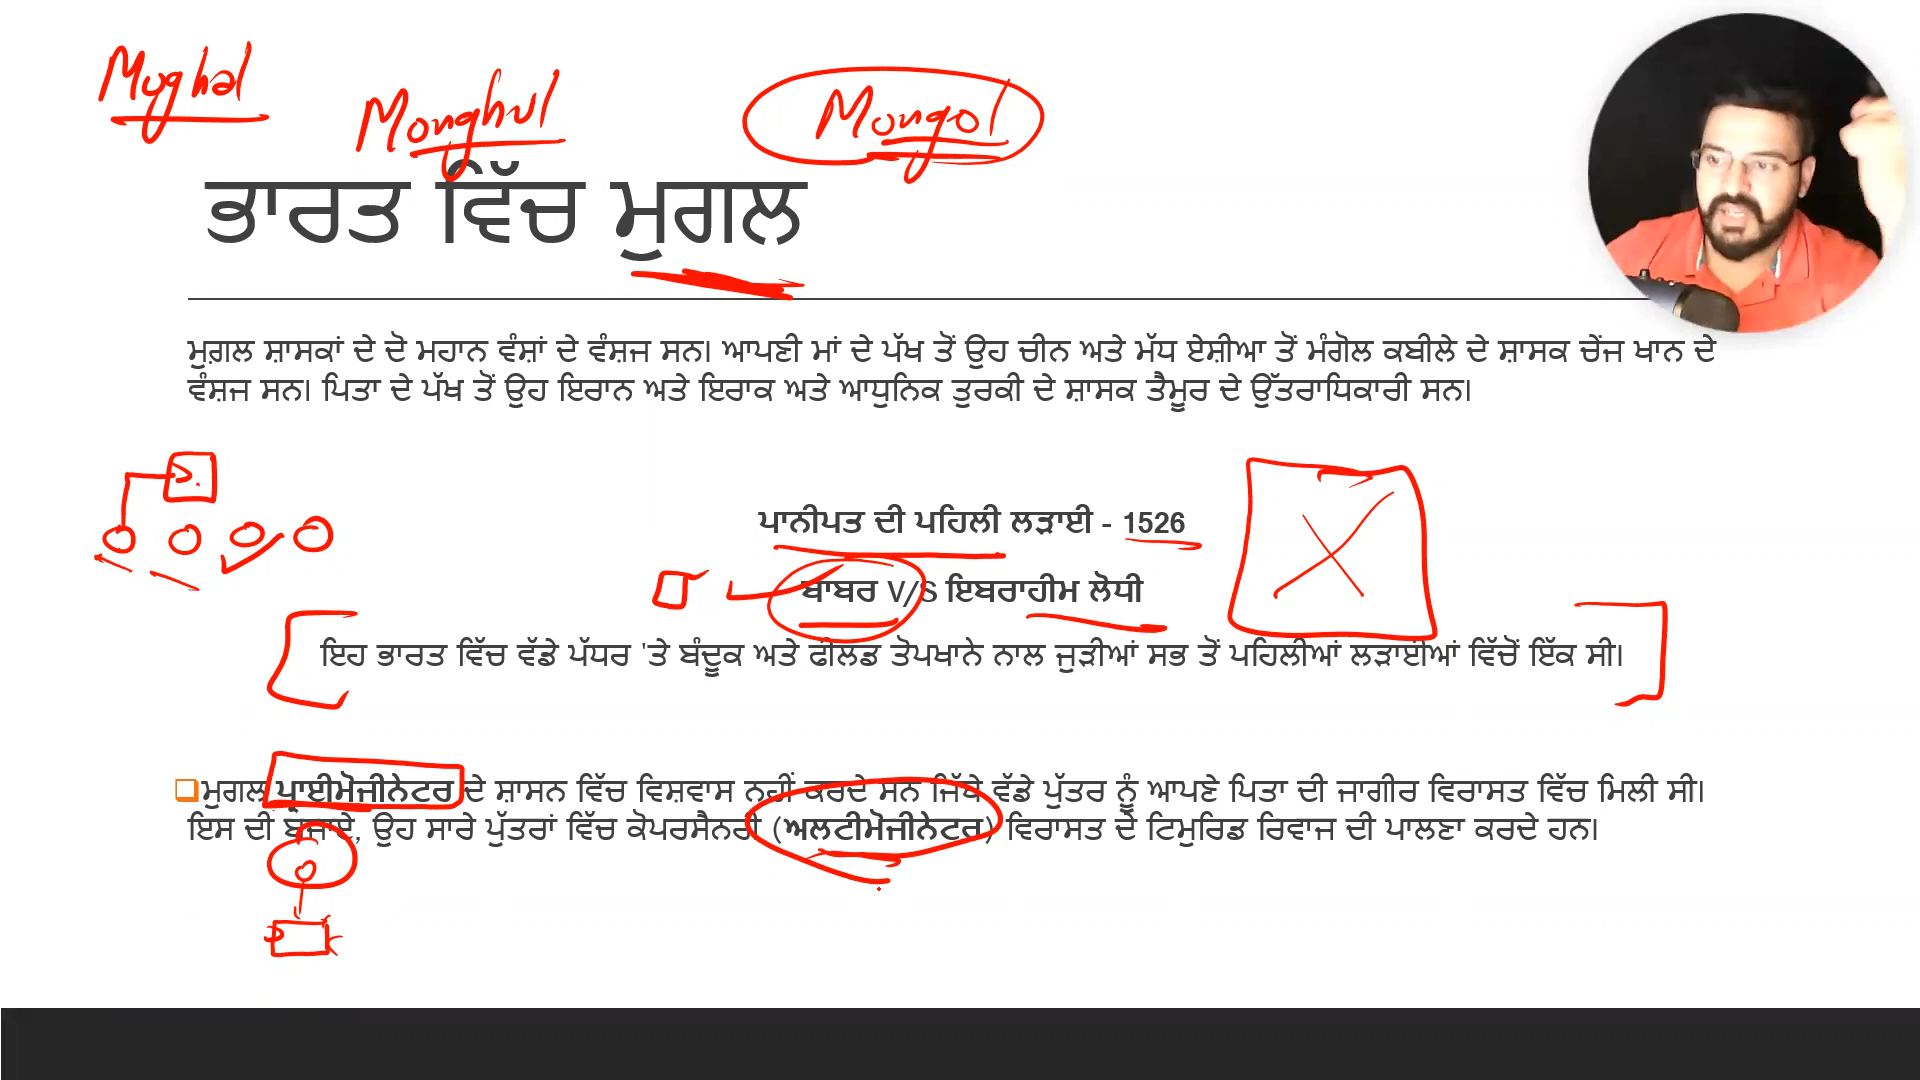 Mughal
Monghul
Mongol
ਭਾਰਤ ਵਿੱਚ ਮੁਗਲ
ਮੁਗ਼ਲ ਸ਼ਾਸਕਾਂ ਦੇ ਦੋ ਮਹਾਨ ਵੰਸ਼ਾਂ ਦੇ ਵੰਸ਼ਜ ਸਨ। ਆਪਣੀ ਮਾਂ ਦੇ ਪੱਖ ਤੋਂ ਉਹ ਚੀਨ ਅਤੇ ਮੱਧ ਏਸ਼ੀਆ ਤੋਂ ਮੰਗੋਲ ਕਬੀਲੇ ਦੇ ਸ਼ਾਸਕ ਚੇਂਜ ਖਾਨ ਦੇ
ਵੰਸ਼ਜ ਸਨ। ਪਿਤਾ ਦੇ ਪੱਖ ਤੋਂ ਉਹ ਇਰਾਨ ਅਤੇ ਇਰਾਕ ਅਤੇ ਆਧੁਨਿਕ ਤੁਰਕੀ ਦੇ ਸ਼ਾਸਕ ਤੈਮੂਰ ਦੇ ਉੱਤਰਾਧਿਕਾਰੀ ਸਨ।
ਪਾਨੀਪਤ ਦੀ ਪਹਿਲੀ ਲੜਾਈ - 1526
ਬਾਬਰ V/S ਇਬਰਾਹੀਮ ਲੋਧੀ
ਇਹ ਭਾਰਤ ਵਿੱਚ ਵੱਡੇ ਪੱਧਰ 'ਤੇ ਬੰਦੂਕ ਅਤੇ ਫੀਲਡ ਤੋਪਖਾਨੇ ਨਾਲ ਜੁੜੀਆਂ ਸਭ ਤੋਂ ਪਹਿਲੀਆਂ ਲੜਾਈਆਂ ਵਿੱਚੋਂ ਇੱਕ ਸੀ।
ਮੁਗਲ ਪ੍ਰਾਈਮੋਜੀਨੇਟਰ ਦੇ ਸ਼ਾਸਨ ਵਿੱਚ ਵਿਸ਼ਵਾਸ ਨਹੀਂ ਕਰਦੇ ਸਨ ਜਿੱਥੇ ਵੱਡੇ ਪੁੱਤਰ ਨੂੰ ਆਪਣੇ ਪਿਤਾ ਦੀ ਜਾਗੀਰ ਵਿਰਾਸਤ ਵਿੱਚ ਮਿਲੀ ਸੀ।
ਇਸ ਦੀ ਬਜਾਏ, ਉਹ ਸਾਰੇ ਪੁੱਤਰਾਂ ਵਿੱਚ ਕੋਪਰਸੈਨਰੀ (ਅਲਟੀਮੋਜੀਨੇਟਰ) ਵਿਰਾਸਤ ਦੇ ਟਿਮੁਰਿਡ ਰਿਵਾਜ ਦੀ ਪਾਲਣਾ ਕਰਦੇ ਹਨ।